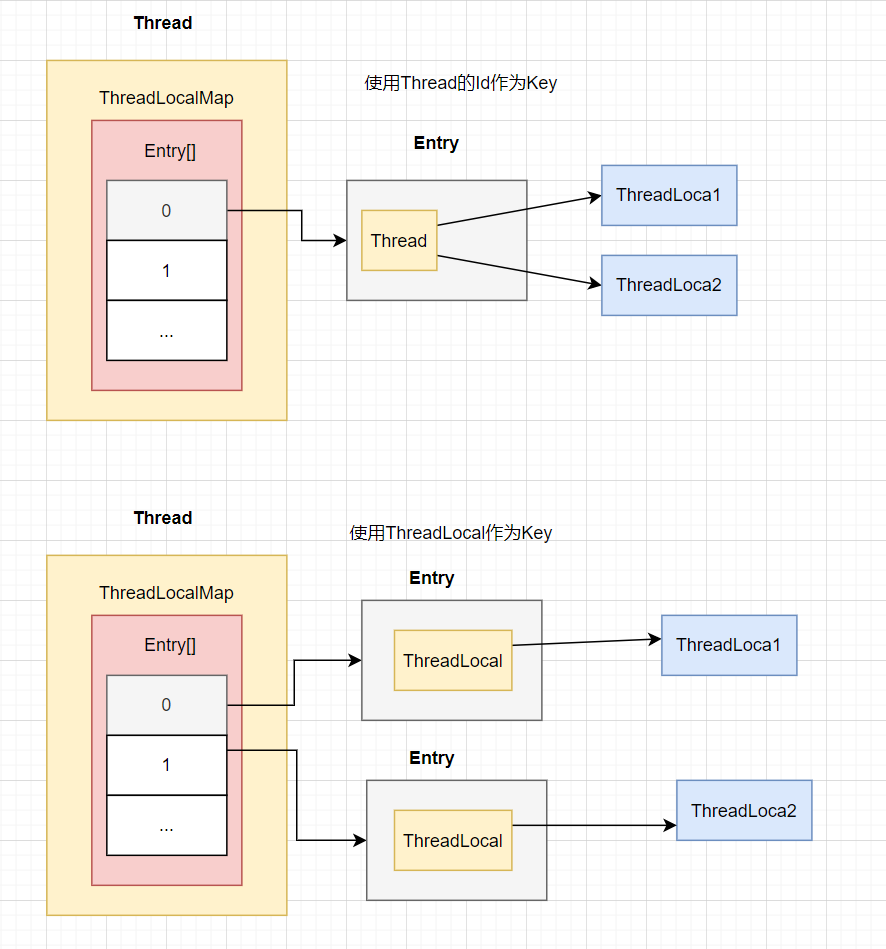 Thread
使用Thread的Id作为Key
ThreadLocalMap
Entry
Entry[]
ThreadLoca1
0
Thread
1
ThreadLoca2
...
Thread
使用ThreadLocal作为Key
Entry
ThreadLocalMap
Entry[]
ThreadLocal
ThreadLoca1
0
Entry
1
...
ThreadLocal
ThreadLoca2